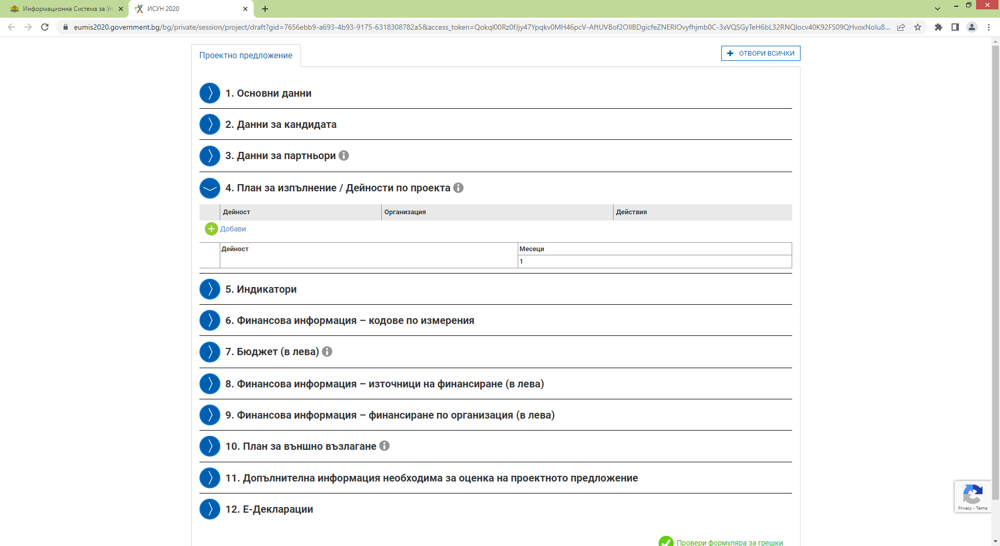 Информационна Система за Уп
ИСУН 2020
eumis2020.government.bg/bg/private/session/project/draft?gid=7656ebb9-a693-4b93-9175-6318308782a5&access_token=Qokql00Rz0fJjy47Ypqkv0MH46pcV-AftUVBof2OlIBDgicfeZNERlOvyfhjmb0C-3xVQSGyTeH6bL32RNQlocv40K92FS09QHvoxNoIu8...
Проектно предложение
ОТВОРИ ВСИЧКИ
1. Основни данни
2. Данни за кандидата
3. Данни за партньори
4. План за изпълнение / Дейности по проекта
Дейност Организация Действия
Добави
Дейност Месеци
1
5. Индикатори
6. Финансова информация – кодове по измерения
7. Бюджет (в лева)
8. Финансова информация – източници на финансиране (в лева)
9. Финансова информация – финансиране по организация (в лева)
10. План за външно възлагане
11. Допълнителна информация необходима за оценка на проектното предложение
12. Е-Декларации
Privacy - Terms
Провери формуляра за грешки